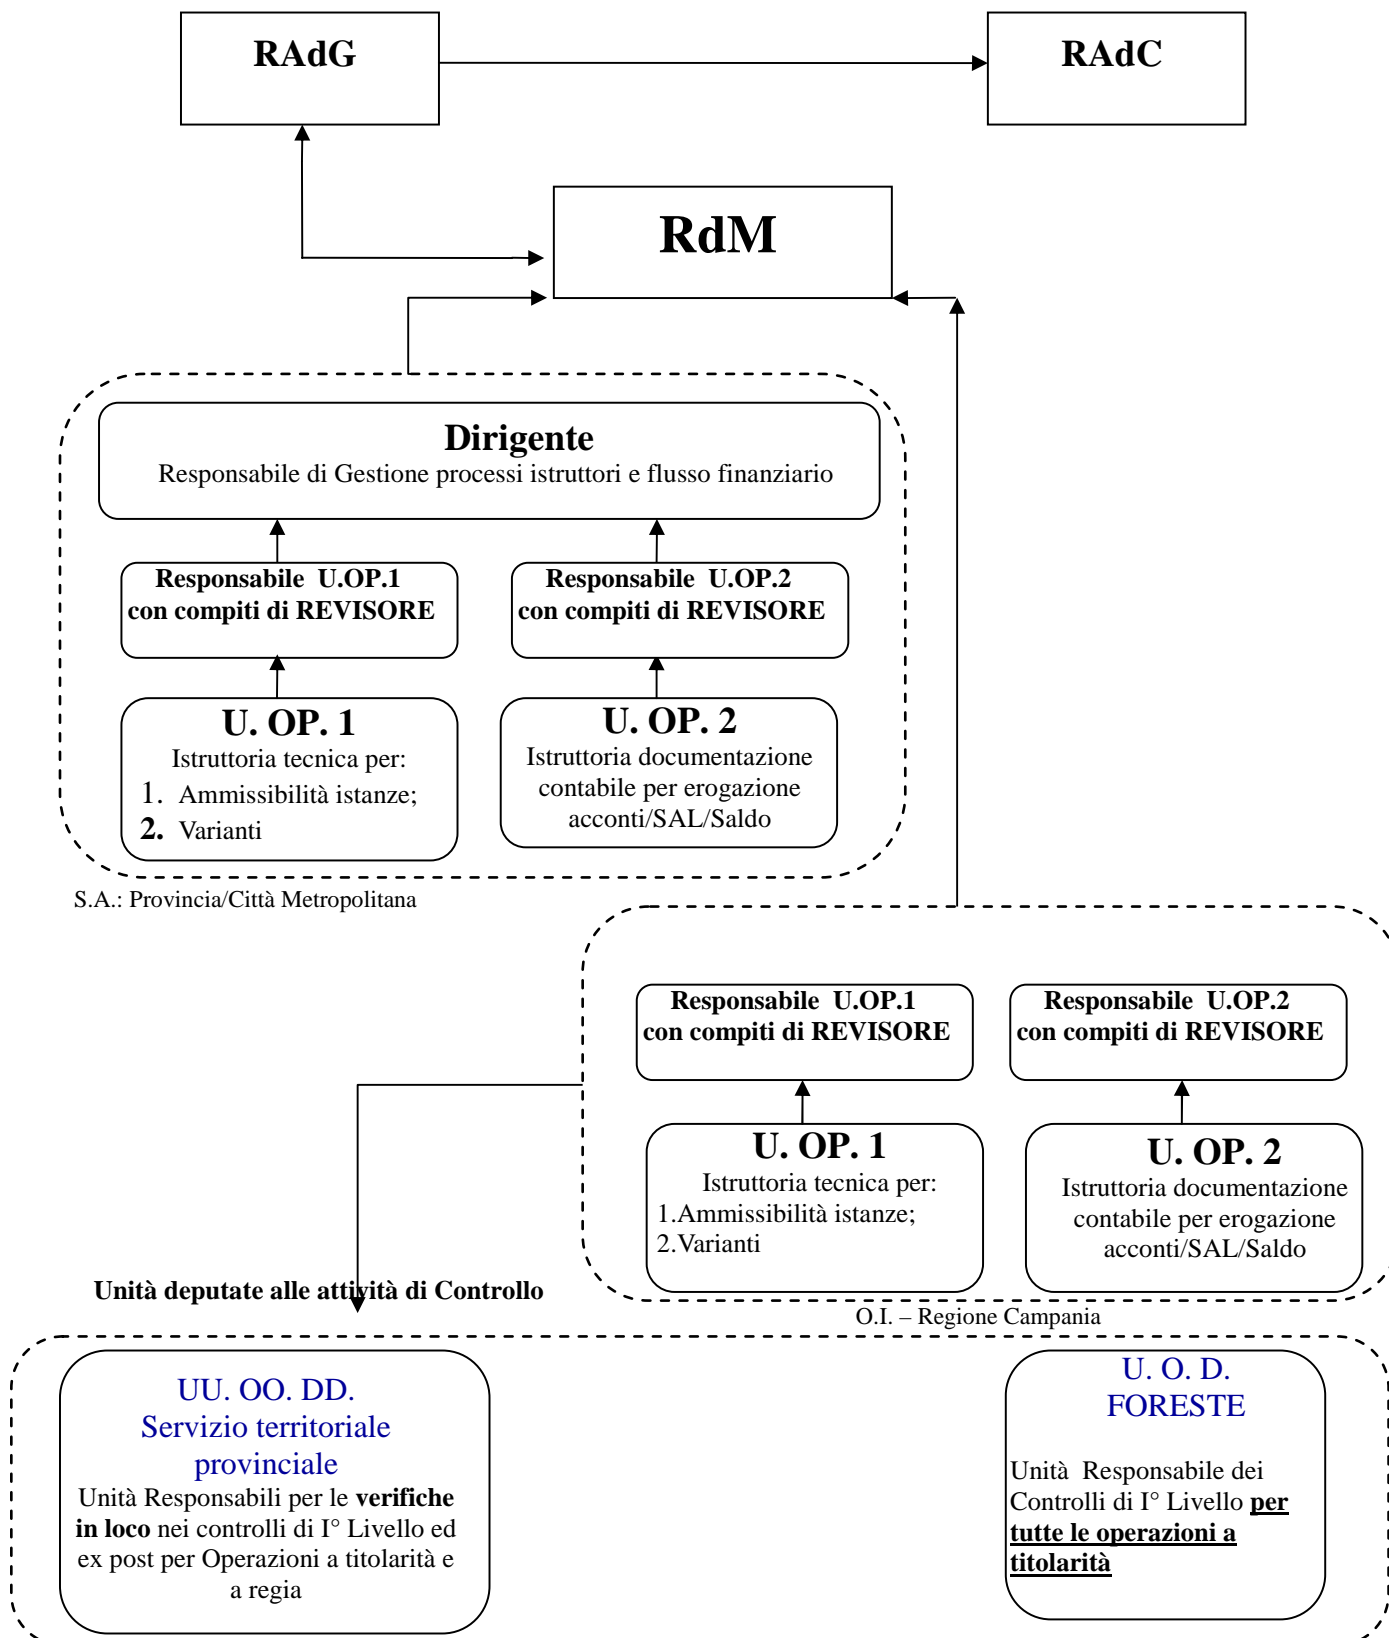 RAdG
RAdC
RdM
Dirigente
Responsabile di Gestione processi istruttori e flusso finanziario
Responsabile U.OP.1
con compiti di REVISORE
Responsabile U.OP.2
con compiti di REVISORE
U. OP. 1
Istruttoria tecnica per:
1. Ammissibilità istanze;
2. Varianti
U. OP. 2
Istruttoria documentazione
contabile per erogazione
acconti/SAL/Saldo
S.A.: Provincia/Città Metropolitana
Responsabile U.OP.1
con compiti di REVISORE
Responsabile U.OP.2
con compiti di REVISORE
U. OP. 1
Istruttoria tecnica per:
1.Ammissibilità istanze;
2.Varianti
U. OP. 2
Istruttoria documentazione
contabile per erogazione
acconti/SAL/Saldo
Unità deputate alle attività di Controllo
O.I. – Regione Campania
UU. OO. DD.
Servizio territoriale
provinciale
Unità Responsabili per le verifiche
in loco nei controlli di I° Livello ed
ex post per Operazioni a titolarità e
a regia
U. O. D.
FORESTE
Unità Responsabile dei
Controlli di I° Livello per
tutte le operazioni a
titolarità